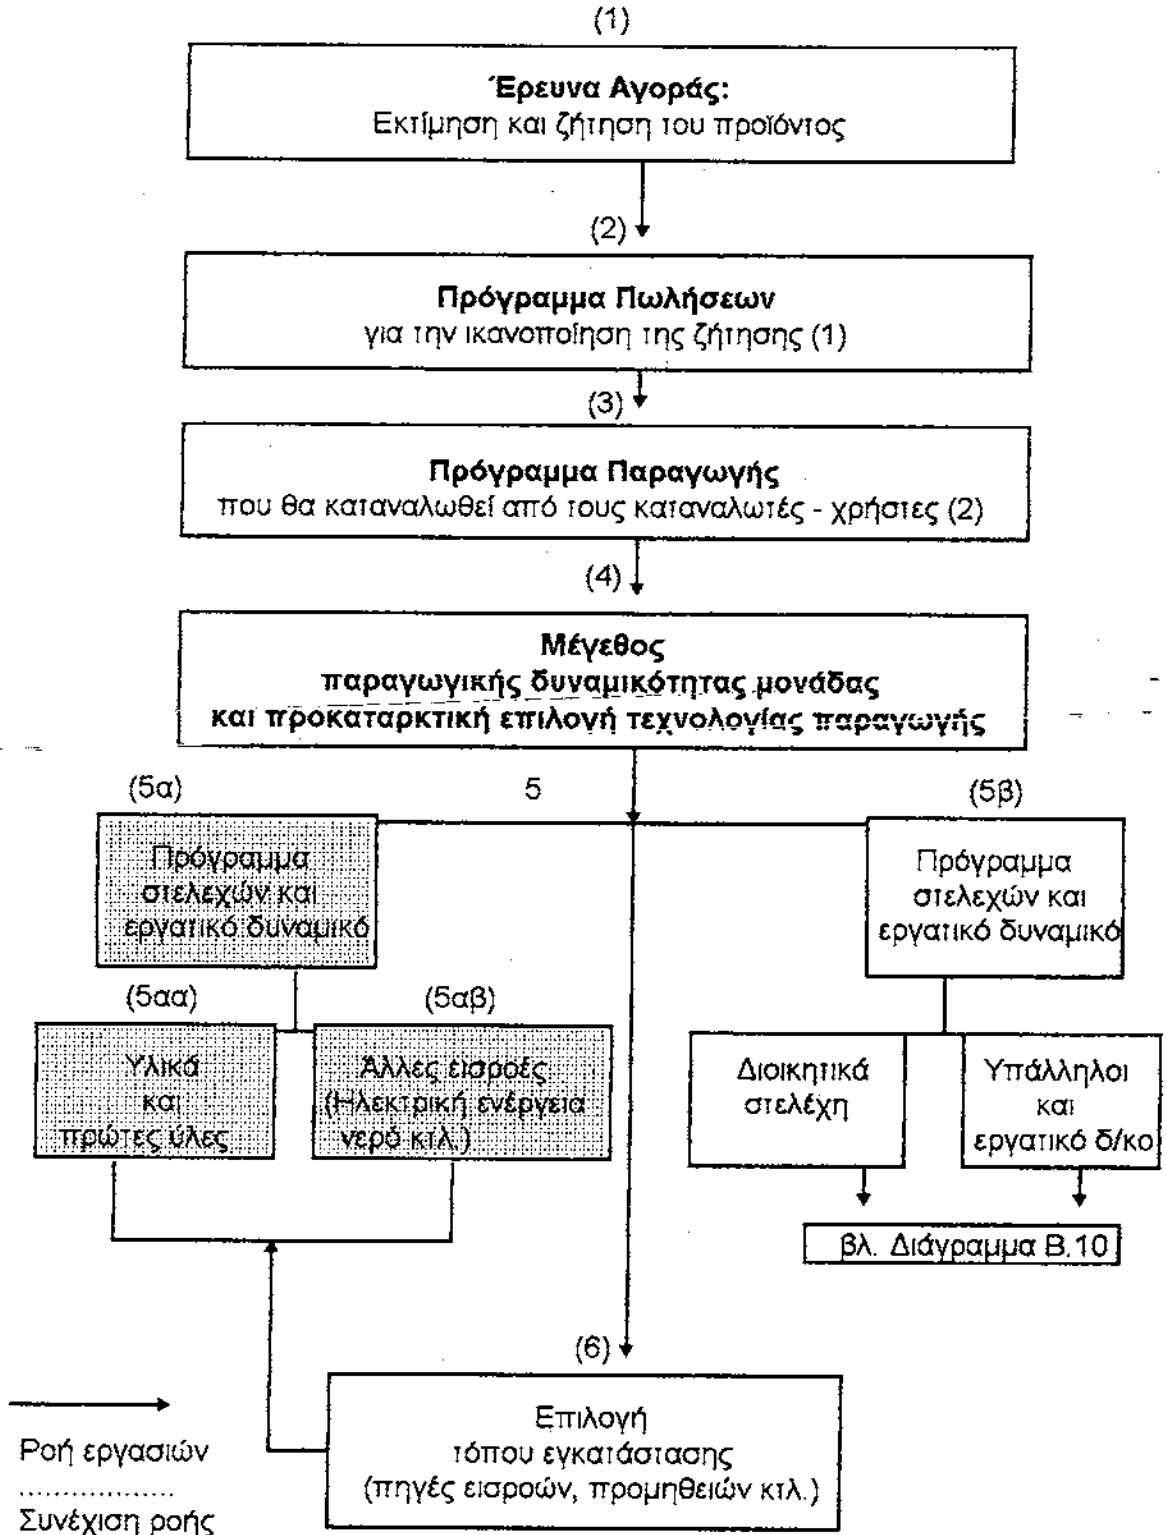 (1)
Έρευνα Αγοράς:
Εκτίμηση και ζήτηση του προϊόντος
(2)
Πρόγραμμα Πωλήσεων
για την ικανοποίηση της ζήτησης (1)
(3)
Πρόγραμμα Παραγωγής
που θα καταναλωθεί από τους καταναλωτές - χρήστες (2)
(4)
Μέγεθος
παραγωγικής δυναμικότητας μονάδας
και προκαταρκτική επιλογή τεχνολογίας παραγωγής
(5α)
5
(5β)
Πρόγραμμα
στελεχών και
εργατικό δυναμικό
Πρόγραμμα
στελεχών και
εργατικό δυναμικό
(5αα)
(5αβ)
Υλικά
και
πρώτες ύλες
Άλλες εισροές
(Ηλεκτρική ενέργεια
νερό κτλ.)
Διοικητικά
στελέχη
Υπάλληλοι
και
εργατικό δ/κο
βλ. Διάγραμμα Β.10
(6)
Επιλογή
τόπου εγκατάστασης
(πηγές εισροών, προμηθειών κτλ.)
Ροή εργασιών
....................
Συνέχιση ροής